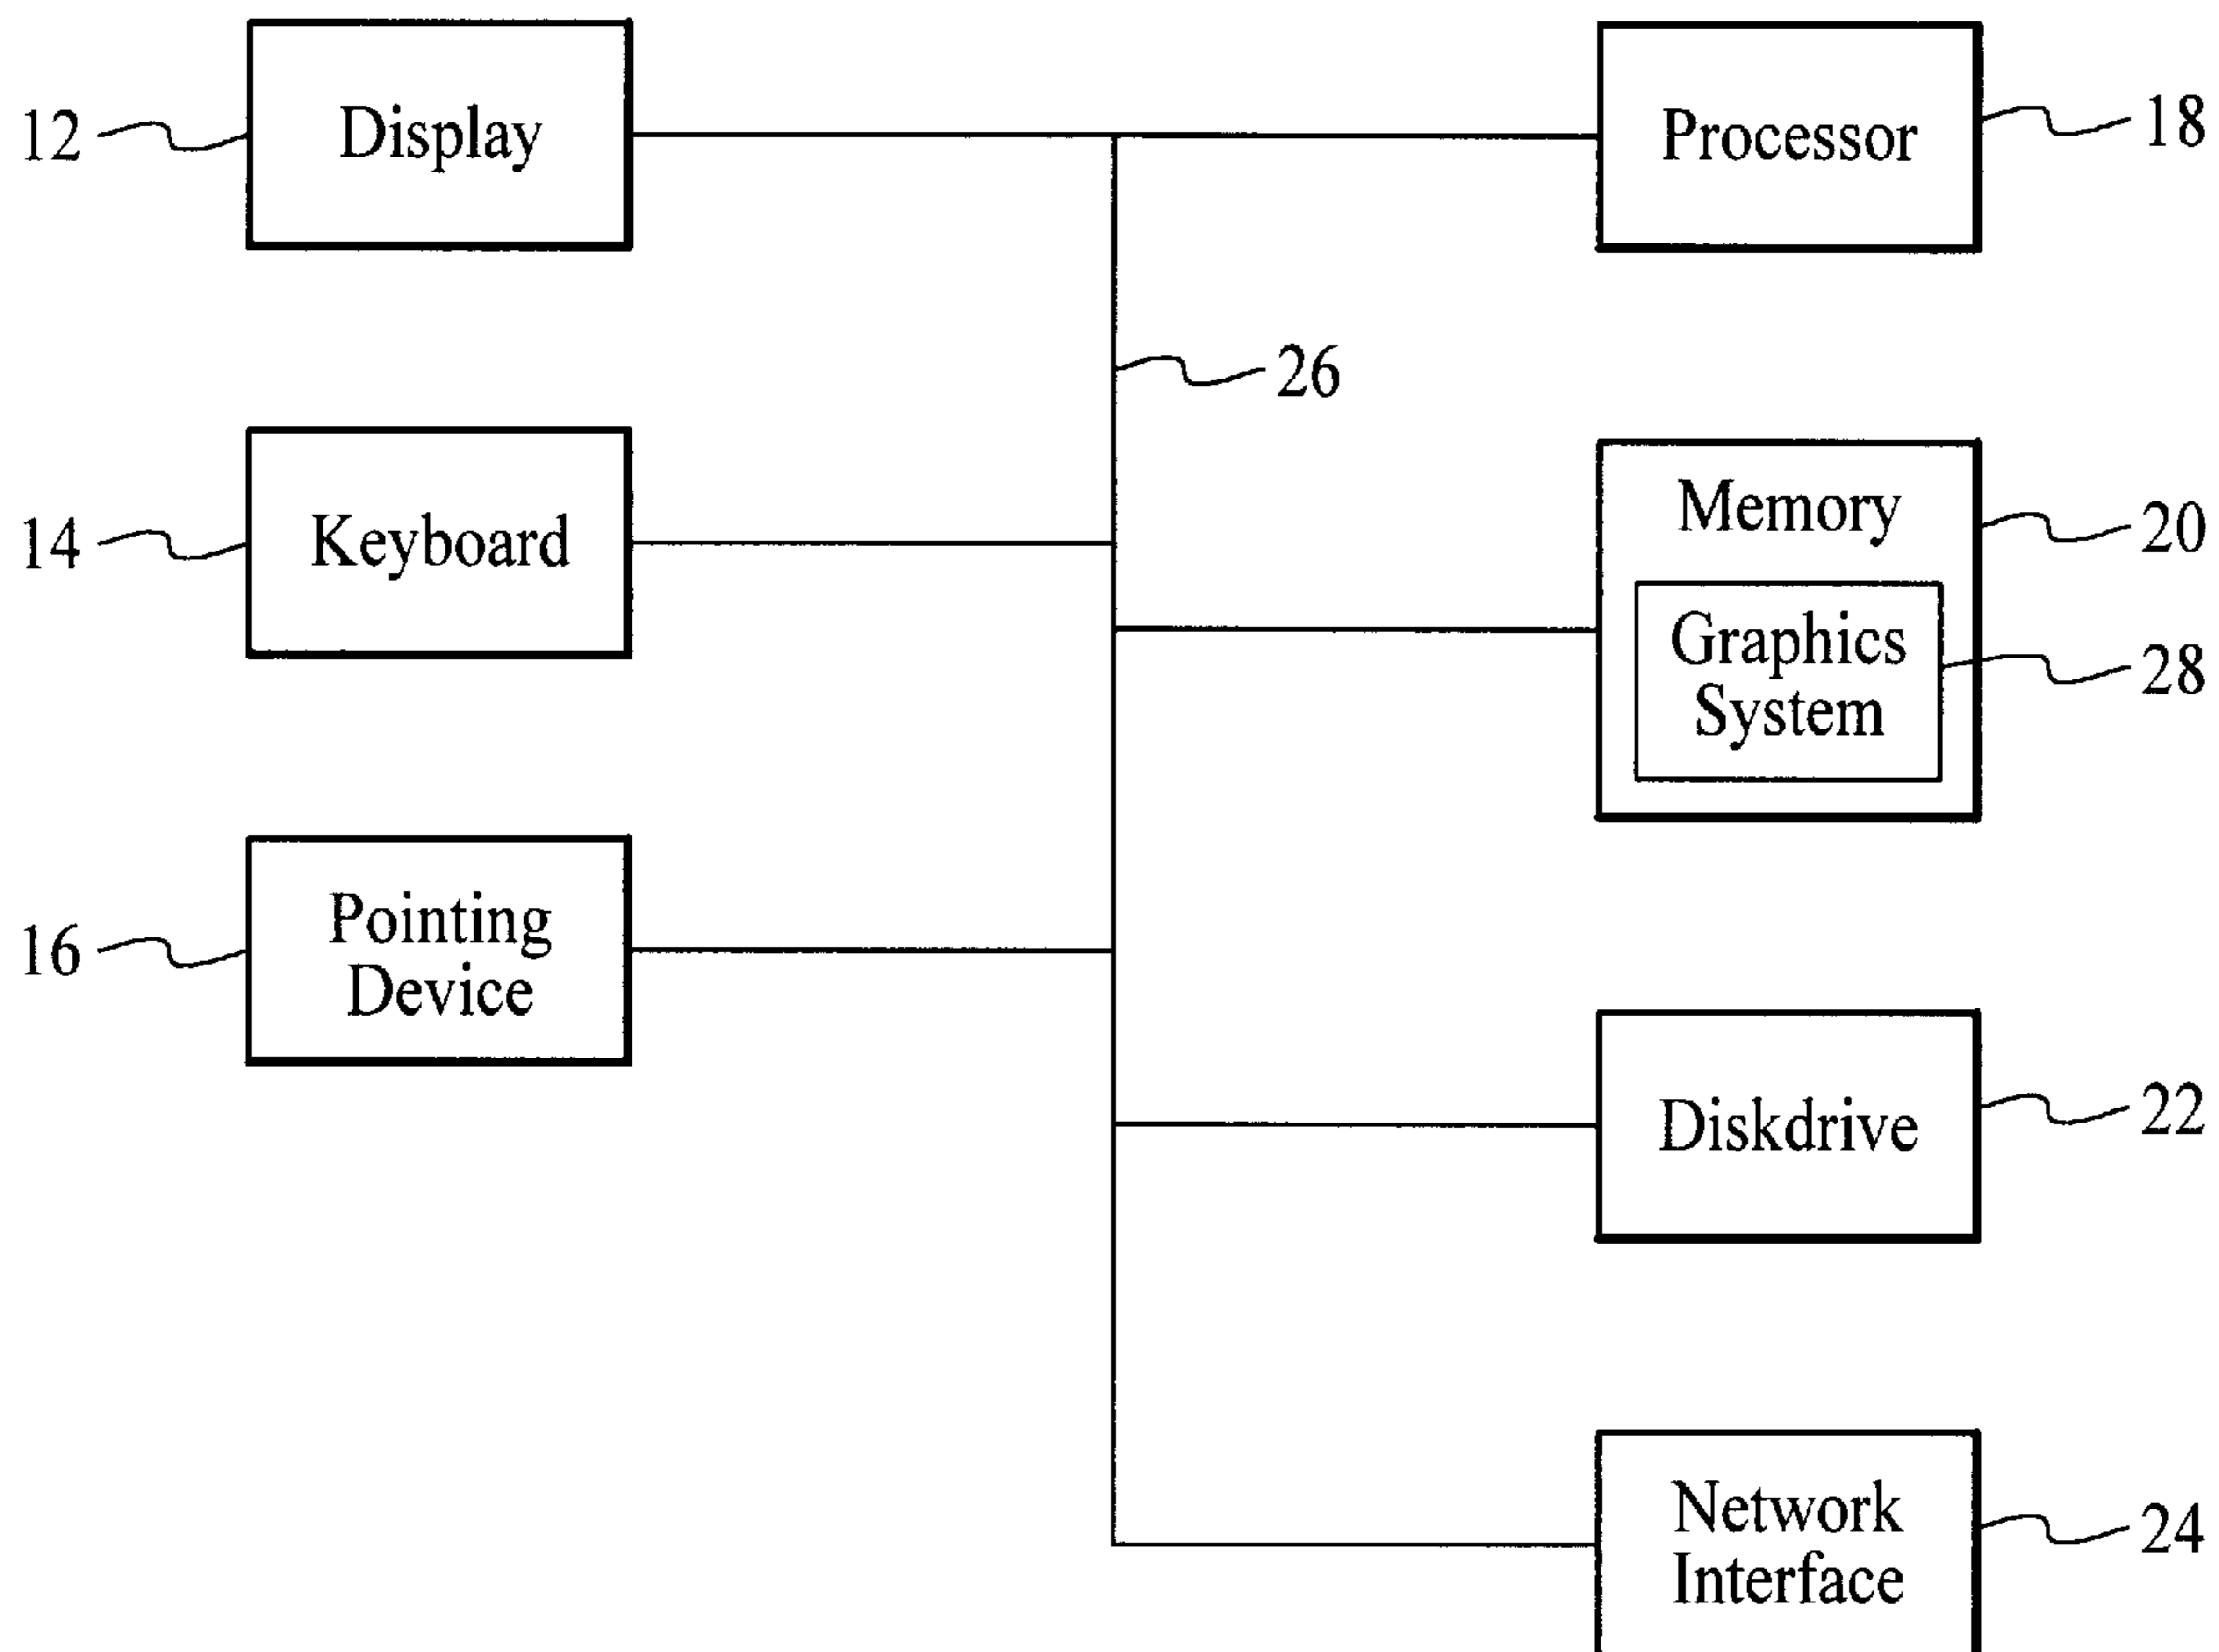 12
Display
Processor
18
26
14
Keyboard
Memory
20
Graphics
System
28
16
Pointing
Device
Diskdrive
22
Network
Interface
24